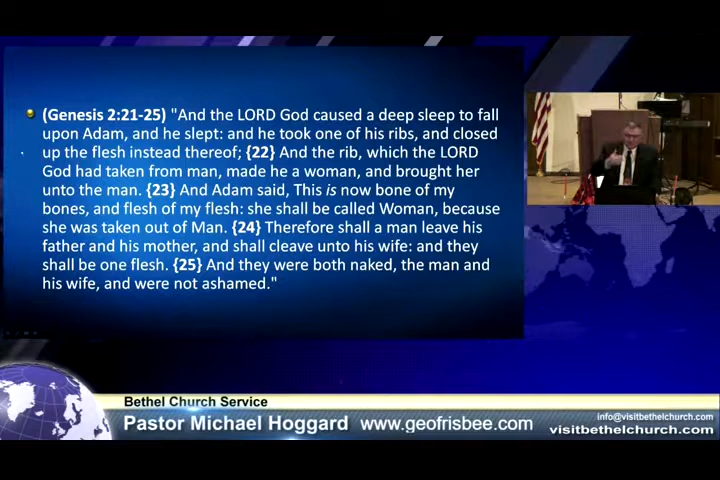 (Genesis 2:21-25) "And the LORD God caused a deep sleep to fall
upon Adam, and he slept: and he took one of his ribs, and closed
up the flesh instead thereof; {22} And the rib, which the LORD
God had taken from man, made he a woman, and brought her
unto the man. {23} And Adam said, This is now bone of my
bones, and flesh of my flesh: she shall be called Woman, because
she was taken out of Man. {24} Therefore shall a man leave his
father and his mother, and shall cleave unto his wife: and they
shall be one flesh. {25} And they were both naked, the man and
his wife, and were not ashamed."
Bethel Church Service
Pastor Michael Hoggard www.geofrisbee.com
info@visitbethelchurch.com
visitbethelchurch.com